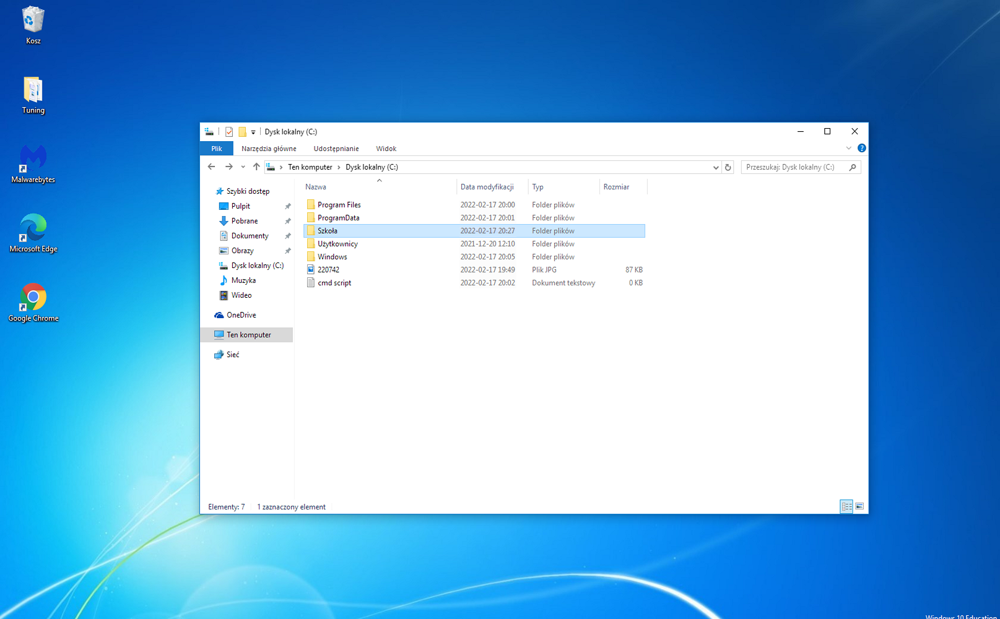 Kosz
Tuning
Malwarebytes
Microsoft Edge
Google Chrome
Dysk lokalny (C:)
Plik Narzędzia główne Udostępnianie Widok
Ten komputer Dysk lokalny (C:) Przeszukaj: Dysk lokalny (C:)
Szybki dostęp
Pulpit
Pobrane
Dokumenty
Obrazy
Dysk lokalny (C:)
Muzyka
Wideo
OneDrive
Ten komputer
Sieć
Nazwa Data modyfikacji Typ Rozmiar
Program Files 2022-02-17 20:00 Folder plików
ProgramData 2022-02-17 20:01 Folder plików
Szkoła 2022-02-17 20:27 Folder plików
Użytkownicy 2021-12-20 12:10 Folder plików
Windows 2022-02-17 20:05 Folder plików
220742 2022-02-17 19:49 Plik JPG 87 KB
cmd script 2022-02-17 20:02 Dokument tekstowy 0 KB
Elementy: 7 1 zaznaczony element
Windows 10 Education